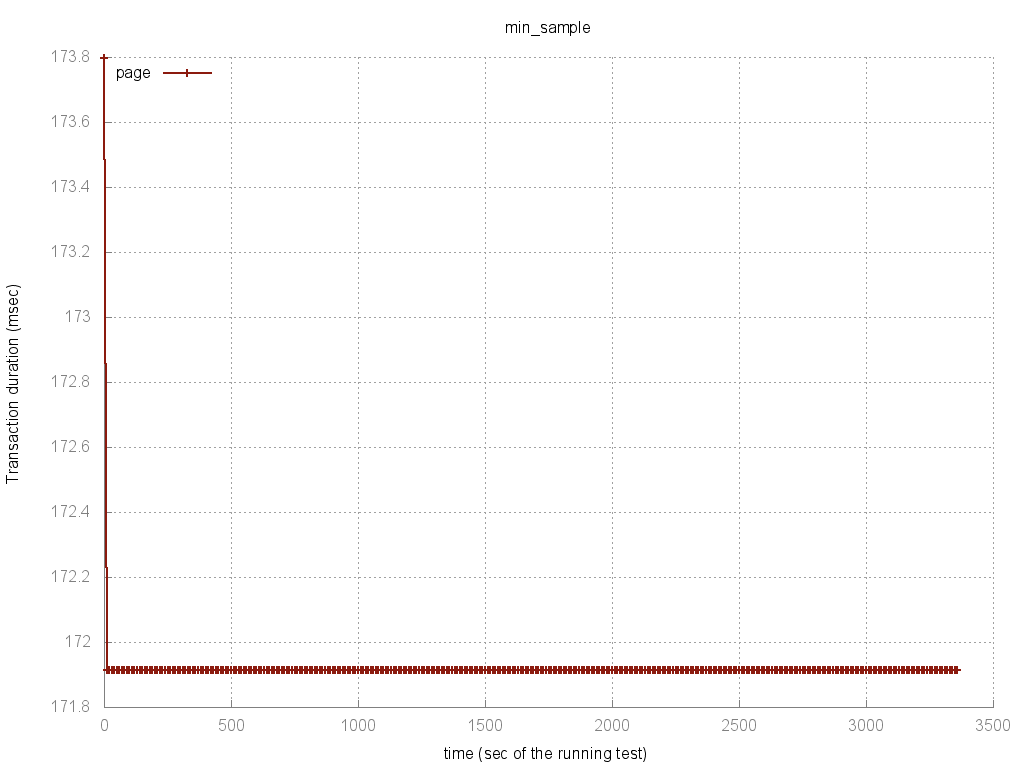 min_sample
173.8
page
173.6
173.4
173.2
173
172.8
172.6
172.4
172.2
172
171.8
Transaction duration (msec)
0 500 1000 1500 2000 2500 3000 3500
time (sec of the running test)